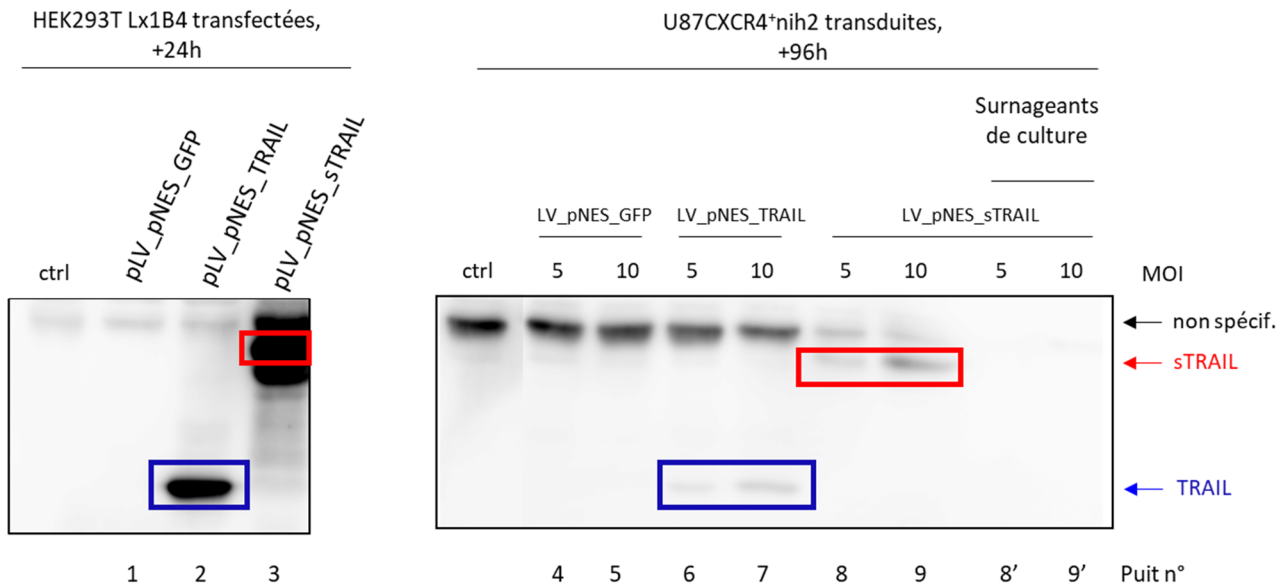 HEK293T Lx1B4 transfectées,
+24h
ctrl
pLV_pNES_GFP
pLV_pNES_TRAIL
pLV_pNES_sTRAIL
1 2 3
U87CXCR4⁺nih2 transduites,
+96h
Surnageants
de culture
LV_pNES_GFP LV_pNES_TRAIL LV_pNES_sTRAIL
ctrl 5 10 5 10 5 10 5 10 MOI
non spécif.
sTRAIL
TRAIL
4 5 6 7 8 9 8’ 9’ Puit n°